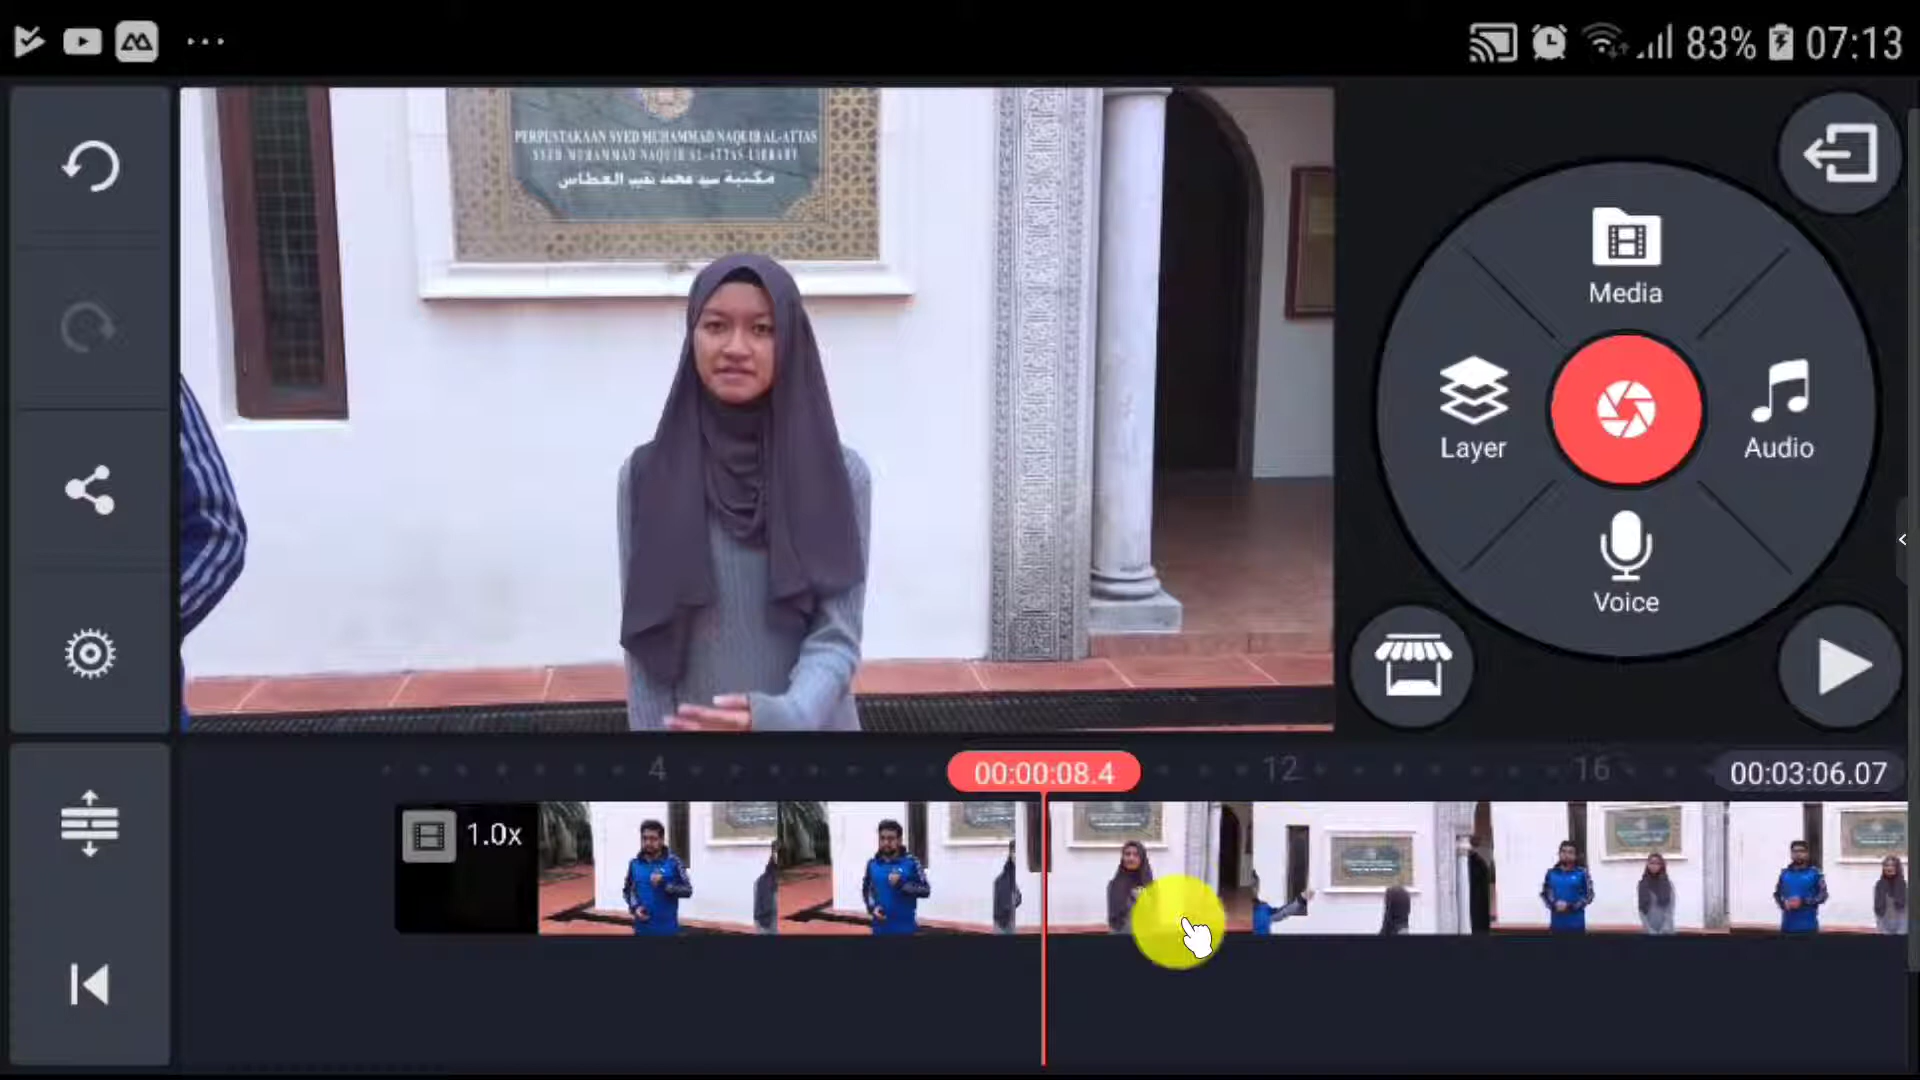 83% 07:13
PERPUSTAKAAN SYED MUHAMMAD NAQUIB AL-ATTAS
SYED MUHAMMAD NAQUIB AL-ATTAS LIBRARY
مكتبة سيد محمد نقيب العطاس
Media
Layer
Audio
Voice
4
00:00:08.4
12
16
00:03:06.07
1.0x